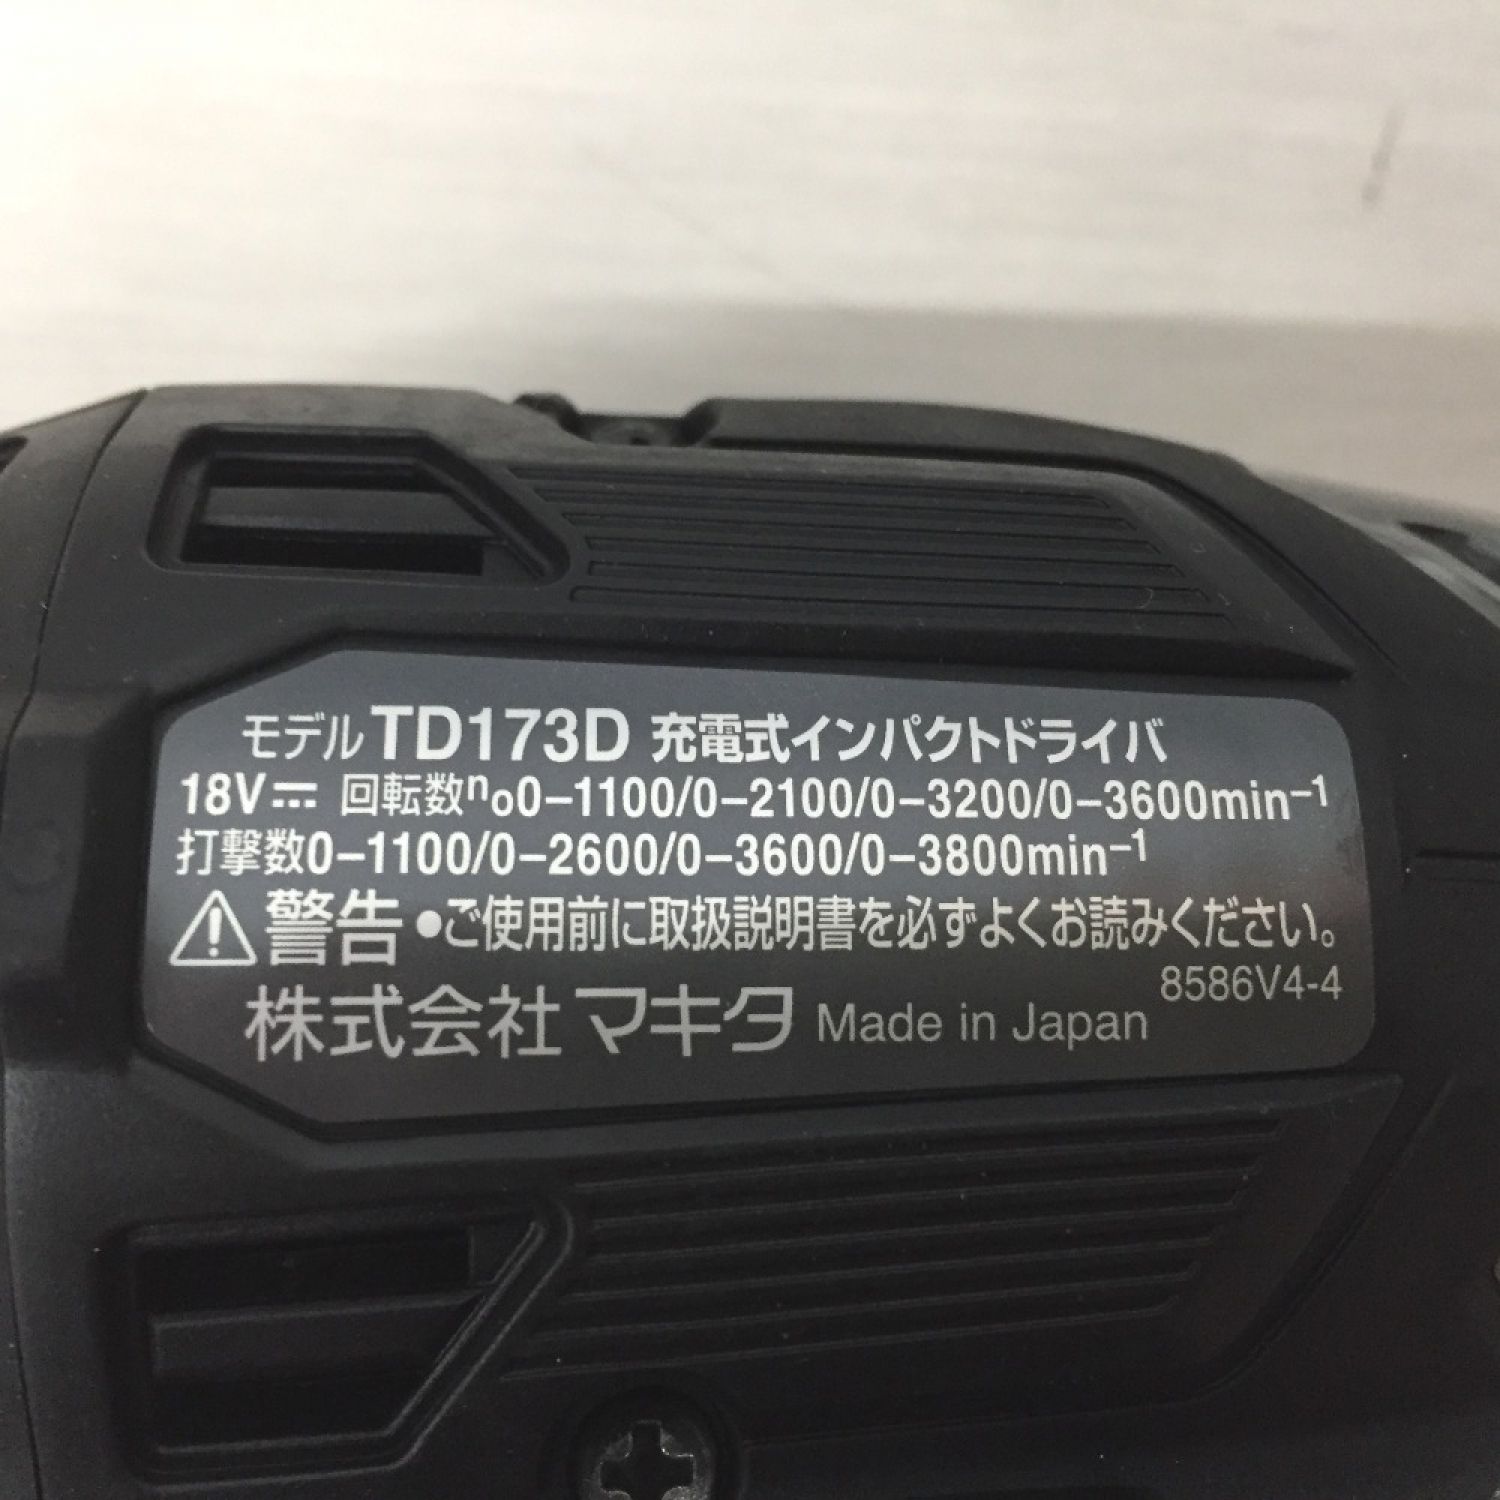 モデル TD173D 充電式インパクトドライバ
18V⎓ 回転数n₀0-1100/0-2100/0-3200/0-3600min⁻¹
打撃数0-1100/0-2600/0-3600/0-3800min⁻¹
⚠警告 ●ご使用前に取扱説明書を必ずよくお読みください。
8586V4-4
株式会社マキタ Made in Japan